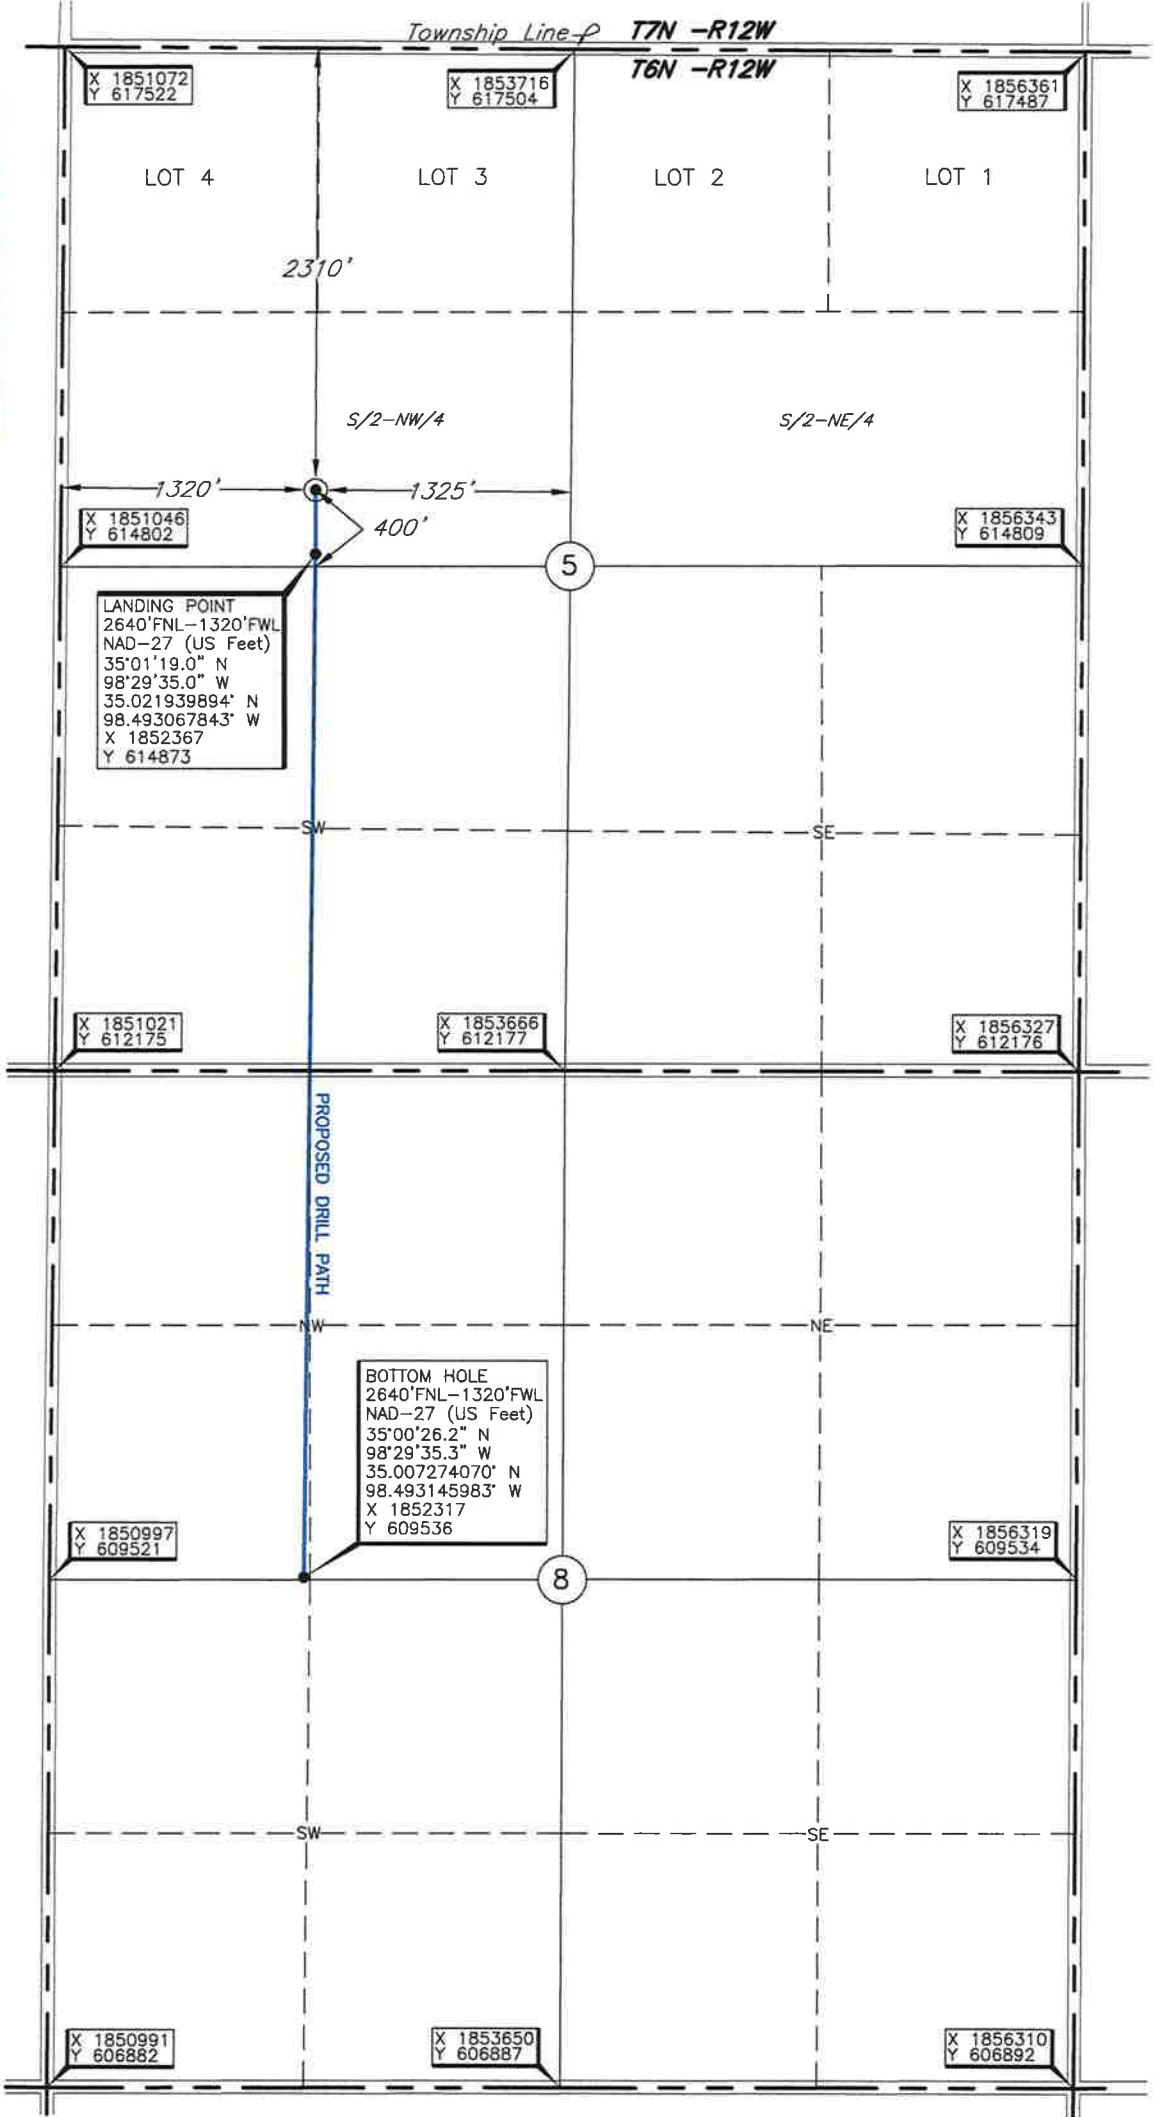 Township Line
T7N -R12W
T6N -R12W
X 1851072
Y 617522
X 1853716
Y 617504
X 1856361
Y 617487
LOT 4
LOT 3
LOT 2
LOT 1
2310'
S/2-NW/4
S/2-NE/4
1320'
1325'
400'
X 1851046
Y 614802
X 1856343
Y 614809
5
LANDING POINT
2640'FNL-1320'FWL
NAD-27 (US Feet)
35°01'19.0" N
98°29'35.0" W
35.021939894° N
98.493067843° W
X 1852367
Y 614873
SW
SE
X 1851021
Y 612175
X 1853666
Y 612177
X 1856327
Y 612176
PROPOSED DRILL PATH
NW
NE
BOTTOM HOLE
2640'FNL-1320'FWL
NAD-27 (US Feet)
35°00'26.2" N
98°29'35.3" W
35.007274070° N
98.493145983° W
X 1852317
Y 609536
X 1850997
Y 609521
X 1856319
Y 609534
8
SW
SE
X 1850991
Y 606882
X 1853650
Y 606887
X 1856310
Y 606892